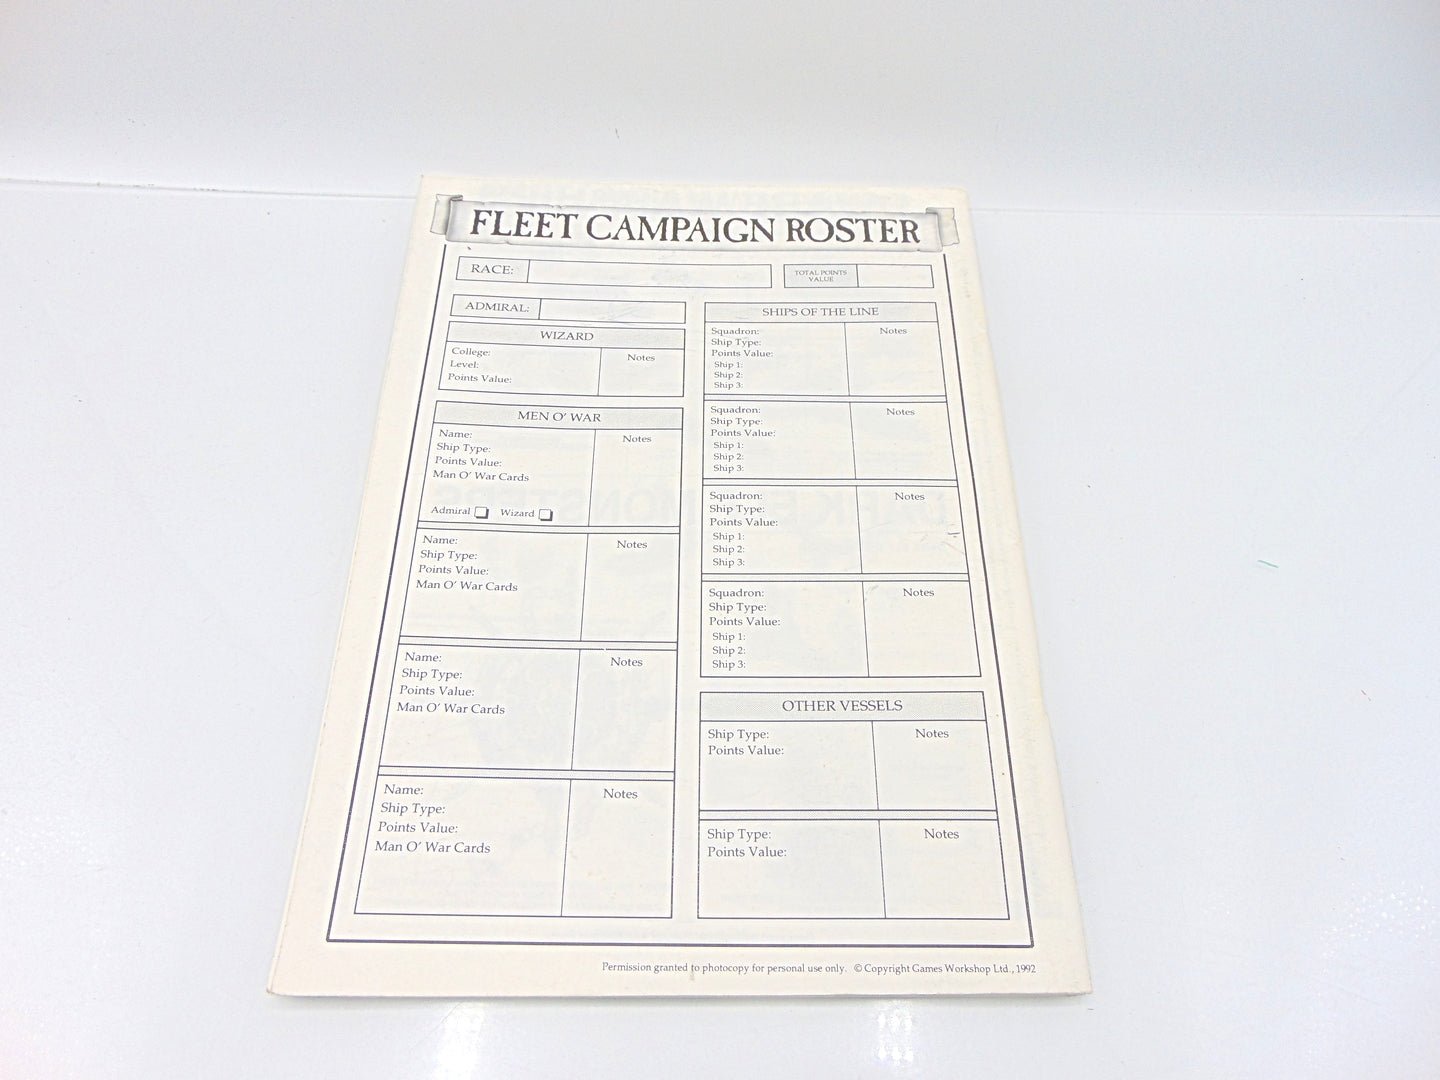 FLEET CAMPAIGN ROSTER
RACE:
TOTAL POINTS
VALUE
ADMIRAL:
WIZARD
College:
Level:
Points Value:
Notes
MEN O' WAR
Name:
Ship Type:
Points Value:
Man O' War Cards
Admiral
Wizard
Notes
Name:
Ship Type:
Points Value:
Man O' War Cards
Notes
Name:
Ship Type:
Points Value:
Man O' War Cards
Notes
Name:
Ship Type:
Points Value:
Man O' War Cards
Notes
SHIPS OF THE LINE
Squadron:
Ship Type:
Points Value:
Ship 1:
Ship 2:
Ship 3:
Notes
Squadron:
Ship Type:
Points Value:
Ship 1:
Ship 2:
Ship 3:
Notes
Squadron:
Ship Type:
Points Value:
Ship 1:
Ship 2:
Ship 3:
Notes
Squadron:
Ship Type:
Points Value:
Ship 1:
Ship 2:
Ship 3:
Notes
OTHER VESSELS
Ship Type:
Points Value:
Notes
Ship Type:
Points Value:
Notes
Permission granted to photocopy for personal use only. © Copyright Games Workshop Ltd., 1992